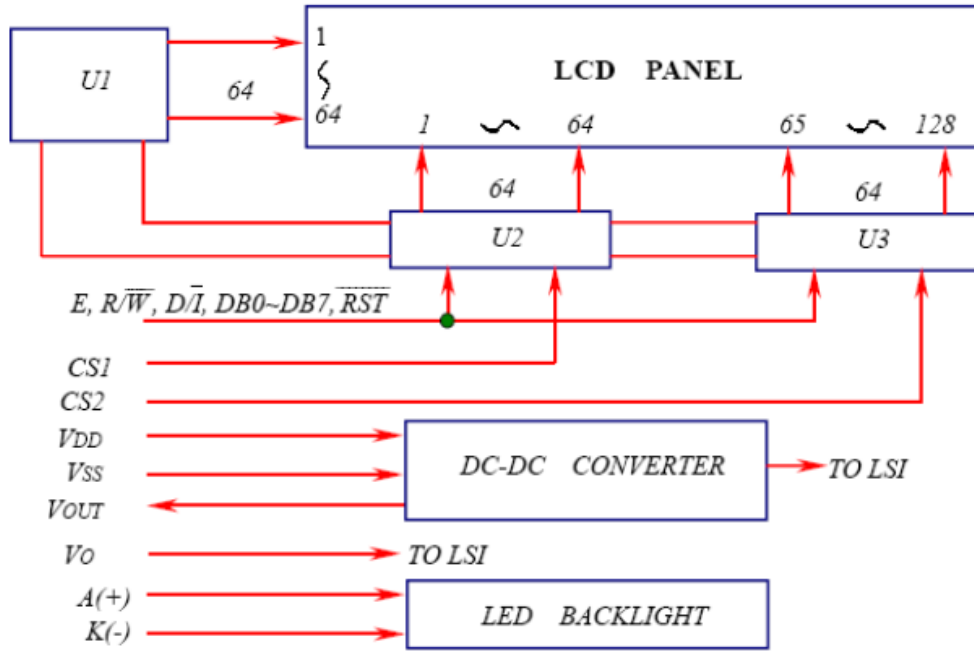 1
U1
LCD PANEL
64
64
1 ~ 64 65 ~ 128
64 64
U2 U3
E, R/W̅, D/I̅, DB0~DB7, R̅S̅T̅
CS1
CS2
VDD
DC-DC CONVERTER
VSS
TO LSI
VOUT
VO TO LSI
A(+)
LED BACKLIGHT
K(-)